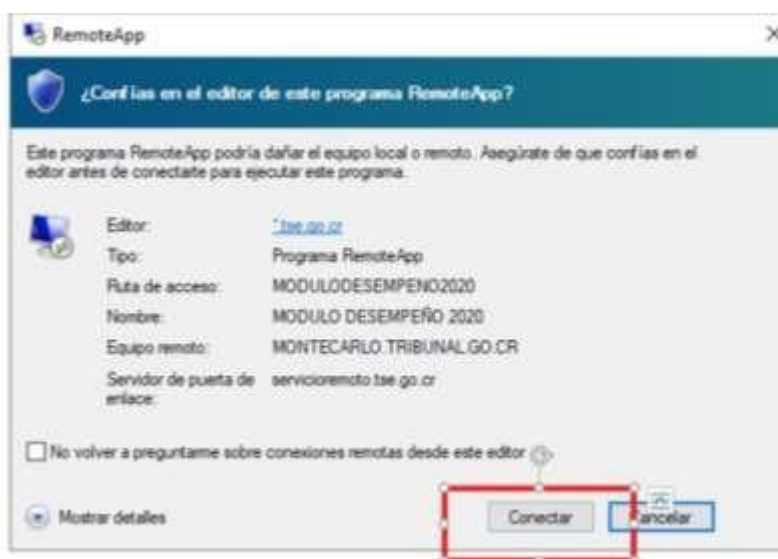 RemoteApp
¿Confías en el editor de este programa RemoteApp?
Este programa RemoteApp podría dañar el equipo local o remoto. Asegúrate de que confías en el
editor antes de conectarte para ejecutar este programa.
Editor: *.tse.go.cr
Tipo: Programa RemoteApp
Ruta de acceso: MODULODESEMPENO2020
Nombre: MODULO DESEMPEÑO 2020
Equipo remoto: MONTECARLO.TRIBUNAL.GO.CR
Servidor de puerta de enlace: servicioremoto.tse.go.cr
No volver a preguntarme sobre conexiones remotas desde este editor
Mostrar detalles
Conectar
Cancelar